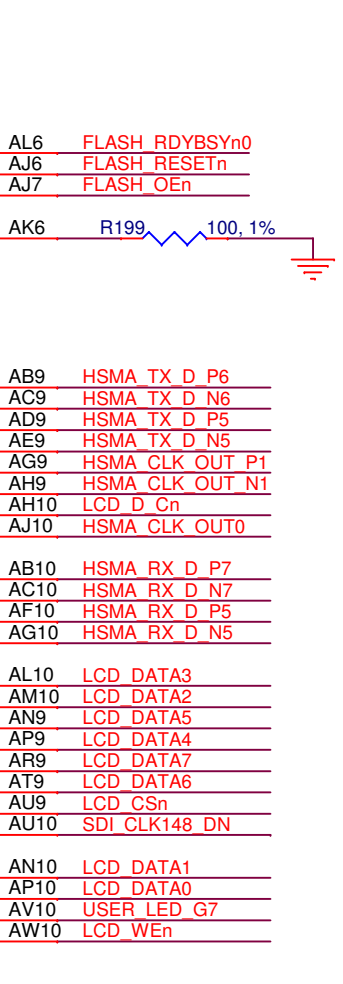 AL6 FLASH_RDYBSYn0
AJ6 FLASH_RESETn
AJ7 FLASH_OEn
AK6 R199 100, 1%
AB9 HSMA_TX_D_P6
AC9 HSMA_TX_D_N6
AD9 HSMA_TX_D_P5
AE9 HSMA_TX_D_N5
AG9 HSMA_CLK_OUT_P1
AH9 HSMA_CLK_OUT_N1
AH10 LCD_D_Cn
AJ10 HSMA_CLK_OUT0
AB10 HSMA_RX_D_P7
AC10 HSMA_RX_D_N7
AF10 HSMA_RX_D_P5
AG10 HSMA_RX_D_N5
AL10 LCD_DATA3
AM10 LCD_DATA2
AN9 LCD_DATA5
AP9 LCD_DATA4
AR9 LCD_DATA7
AT9 LCD_DATA6
AU9 LCD_CSn
AU10 SDI_CLK148_DN
AN10 LCD_DATA1
AP10 LCD_DATA0
AV10 USER_LED_G7
AW10 LCD_WEn